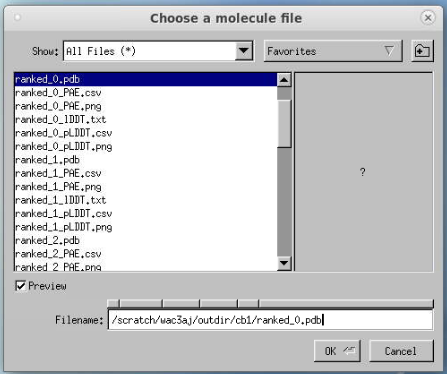 Choose a molecule file
Show: All Files (*) Favorites
ranked_0.pdb
ranked_0_PAE.csv
ranked_0_PAE.png
ranked_0_lDDT.txt
ranked_0_pLDDT.csv
ranked_0_pLDDT.png
ranked_1.pdb
ranked_1_PAE.csv
ranked_1_PAE.png
ranked_1_lDDT.txt
ranked_1_pLDDT.csv
ranked_1_pLDDT.png
ranked_2.pdb
ranked_2_PAE.csv
ranked_2_PAE.png
?
Preview
Filename: /scratch/wac3aj/outdir/cb1/ranked_0.pdb
OK Cancel